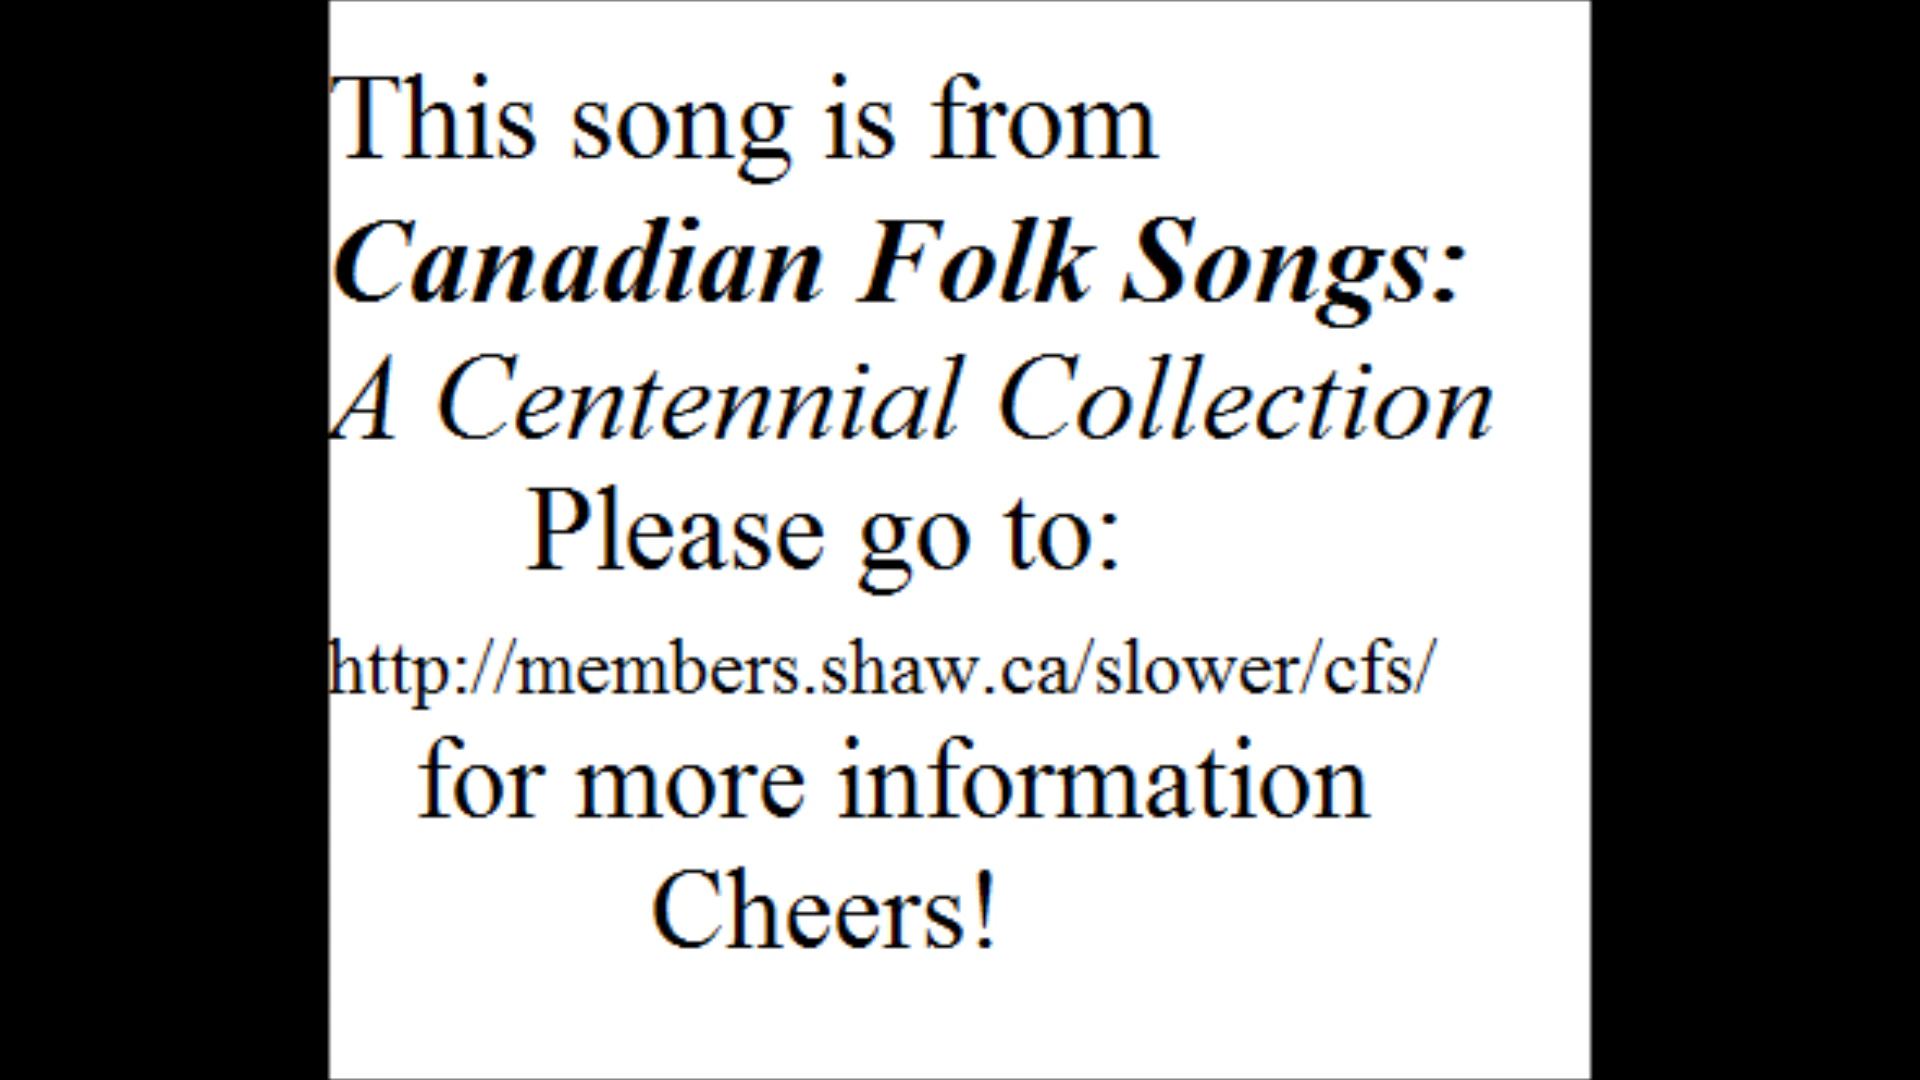 This song is from
Canadian Folk Songs:
A Centennial Collection
Please go to:
http://members.shaw.ca/slower/cfs/
for more information
Cheers!